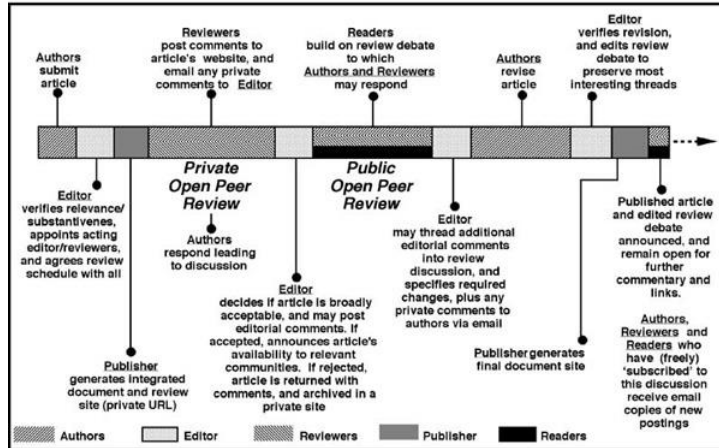 Authors
submit
article
Reviewers
post comments to
article's website, and
email any private
comments to Editor
Readers
build on review debate
to which
Authors and Reviewers
may respond
Authors
revise
article
Editor
verifies revision,
and edits review
debate to
preserve most
interesting threads
Editor
verifies relevance/
substantivenes,
appoints acting
editor/reviewers,
and agrees review
schedule with all
Publisher
generates integrated
document and review
site (private URL)
Private
Open Peer
Review
Authors
respond leading
to discussion
Editor
decides if article is broadly
acceptable, and may post
editorial comments. If
accepted, announces article's
availability to relevant
communities. If rejected,
article is returned with
comments, and archived in a
private site
Public
Open Peer
Review
Editor
may thread additional
editorial comments
into review
discussion, and
specifies required
changes, plus any
private comments to
authors via email
Publisher generates
final document site
Published article
and edited review
debate
announced, and
remain open for
further
commentary and
links.
Authors,
Reviewers and
Readers who
have (freely)
'subscribed' to
this discussion
receive email
copies of new
postings
Authors
Editor
Reviewers
Publisher
Readers